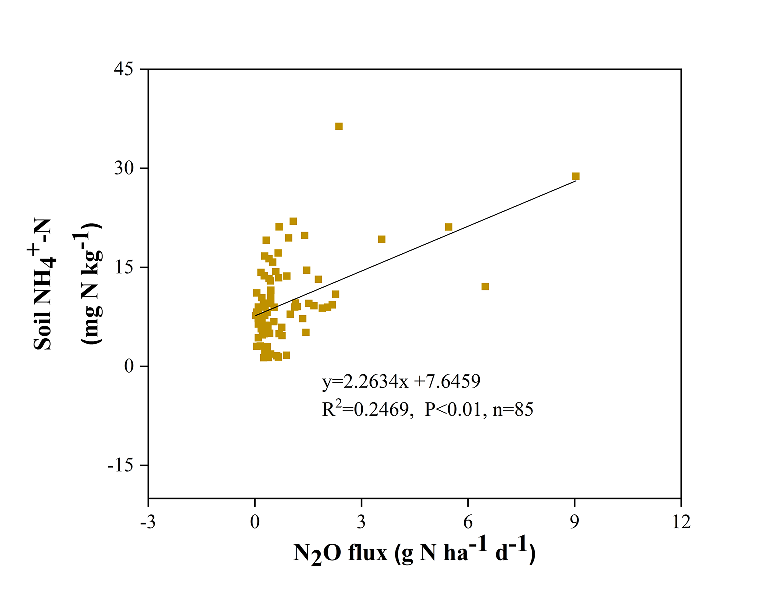 45
30
15
0
-15
-3 0 3 6 9 12
Soil NH4+-N
(mg N kg-1)
y=2.2634x +7.6459
R2=0.2469, P<0.01, n=85
N2O flux (g N ha-1 d-1)